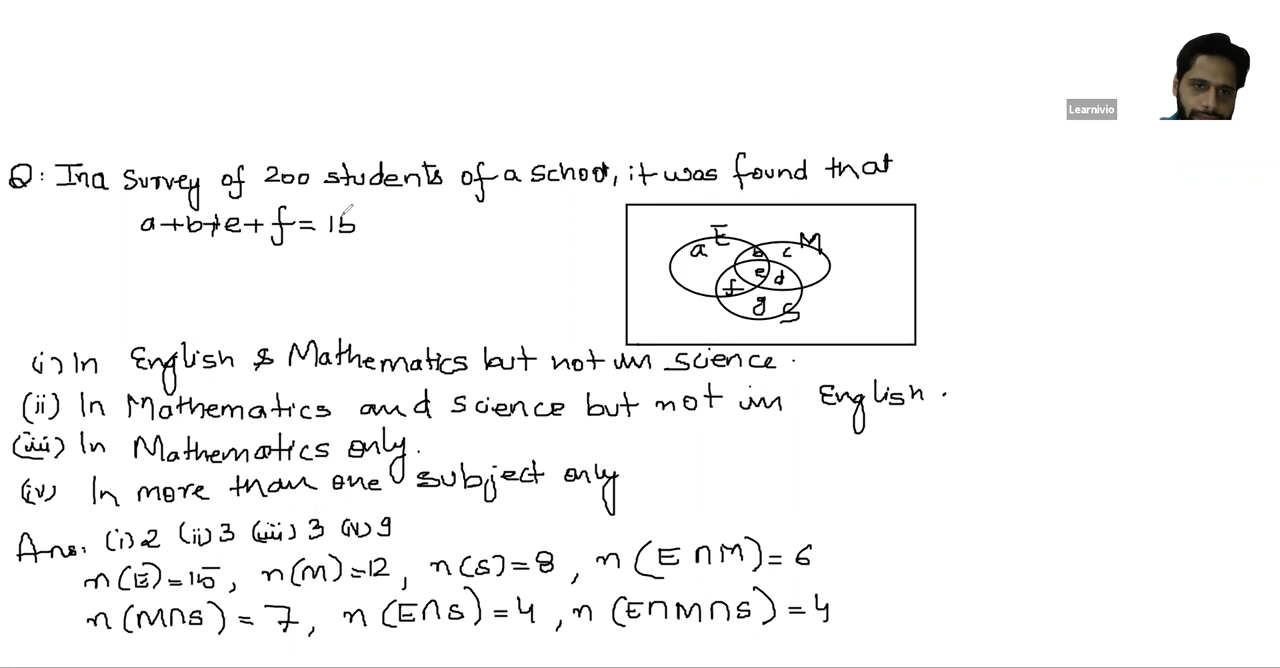 Learnivio
Q: In a survey of 200 students of a school, it was found that
a+b+e+f=15
E M
a b c
e d
f
g S
(i) In English & Mathematics but not in science.
(ii) In Mathematics and science but not in English.
(iii) In Mathematics only.
(iv) In more than one subject only
Ans: (i) 2 (ii) 3 (iii) 3 (iv) 9
n(E)=15, n(M)=12, n(S)=8, n(E∩M)=6
n(M∩S)=7, n(E∩S)=4, n(E∩M∩S)=4